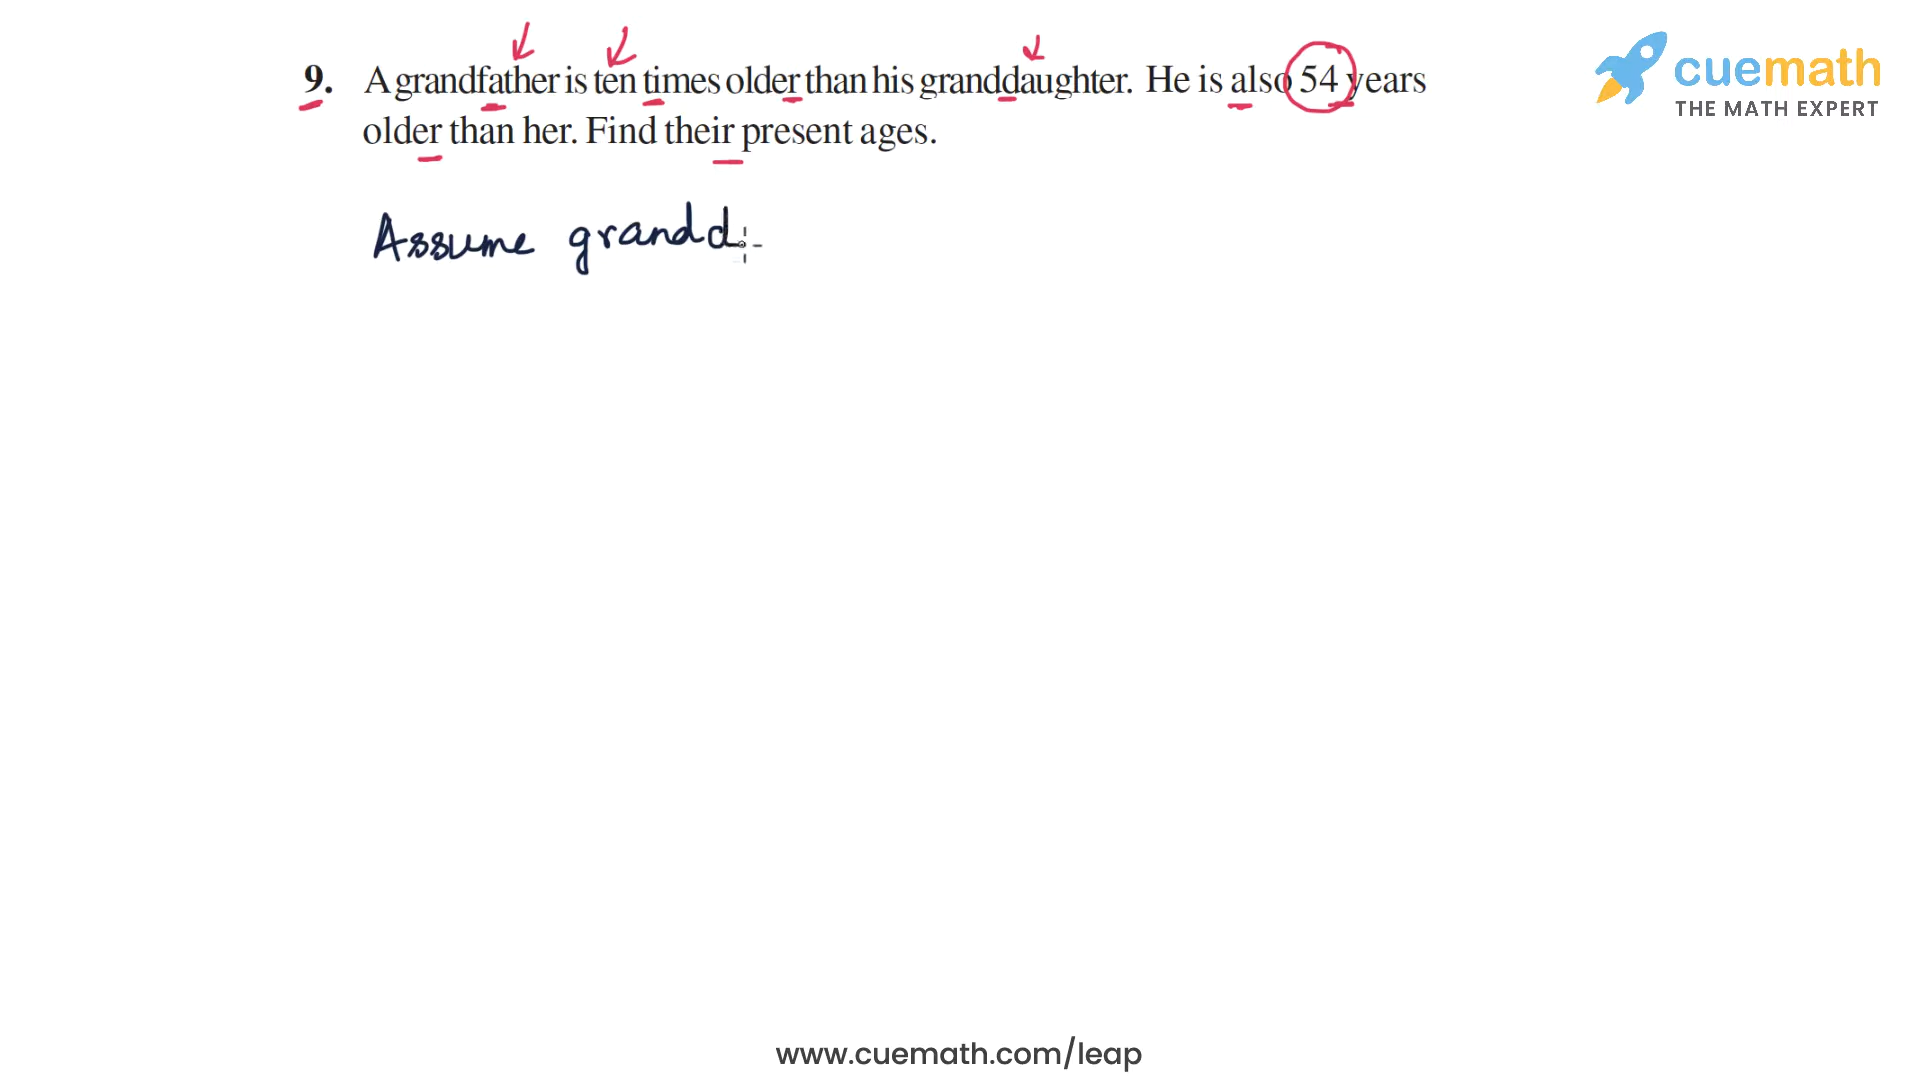 9. A grandfather is ten times older than his granddaughter. He is also 54 years
older than her. Find their present ages.
cuemath
THE MATH EXPERT
Assume grandd
www.cuemath.com/leap